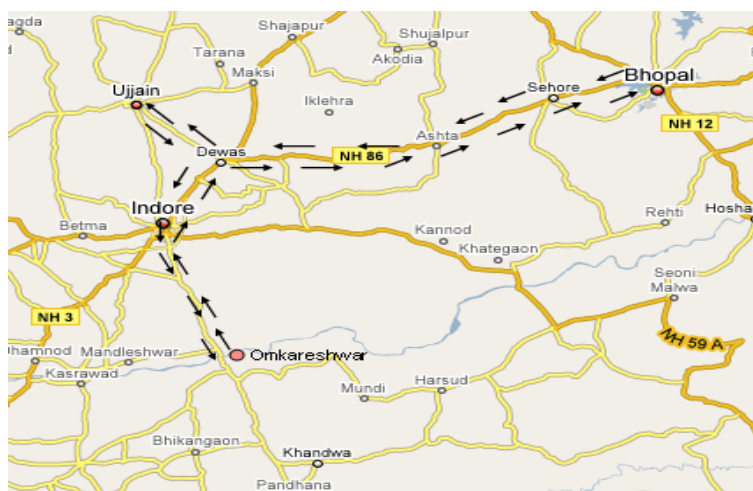 agda
Tarana
Shajapur
Shujalpur
Akodia
Maksi
Ujjain
Iklehra
Sehore
Bhopal
NH 12
Ashta
NH 86
Dewas
Indore
Betma
Kannod
Khategaon
Rehti
Hosha
Seoni
Malwa
NH 3
NH 59 A
Omkareshwar
Dhamnod
Mandleshwar
Kasrawad
Mundi
Harsud
Bhikangaon
Khandwa
Pandhana